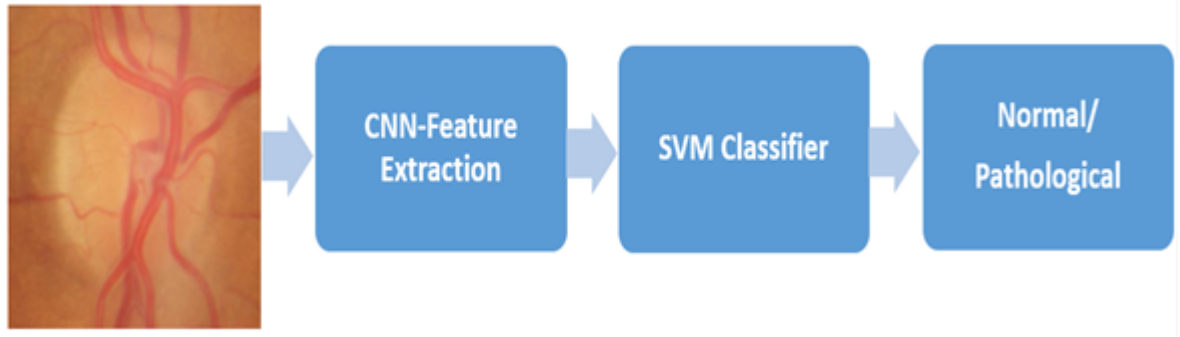 CNN-Feature
Extraction
SVM Classifier
Normal/
Pathological